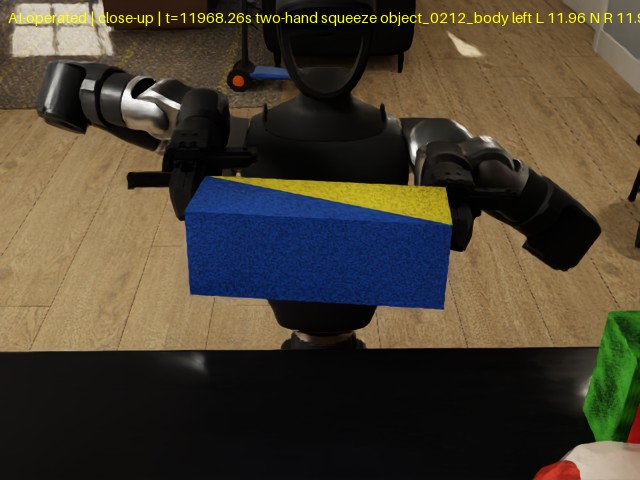 AI-operated | close-up | t=11968.26s two-hand squeeze object_0212_body left L 11.96 N R 11.9